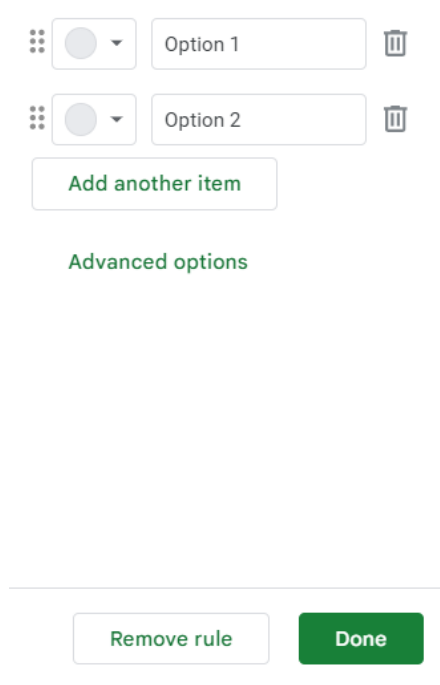 Option 1
Option 2
Add another item
Advanced options
Remove rule
Done